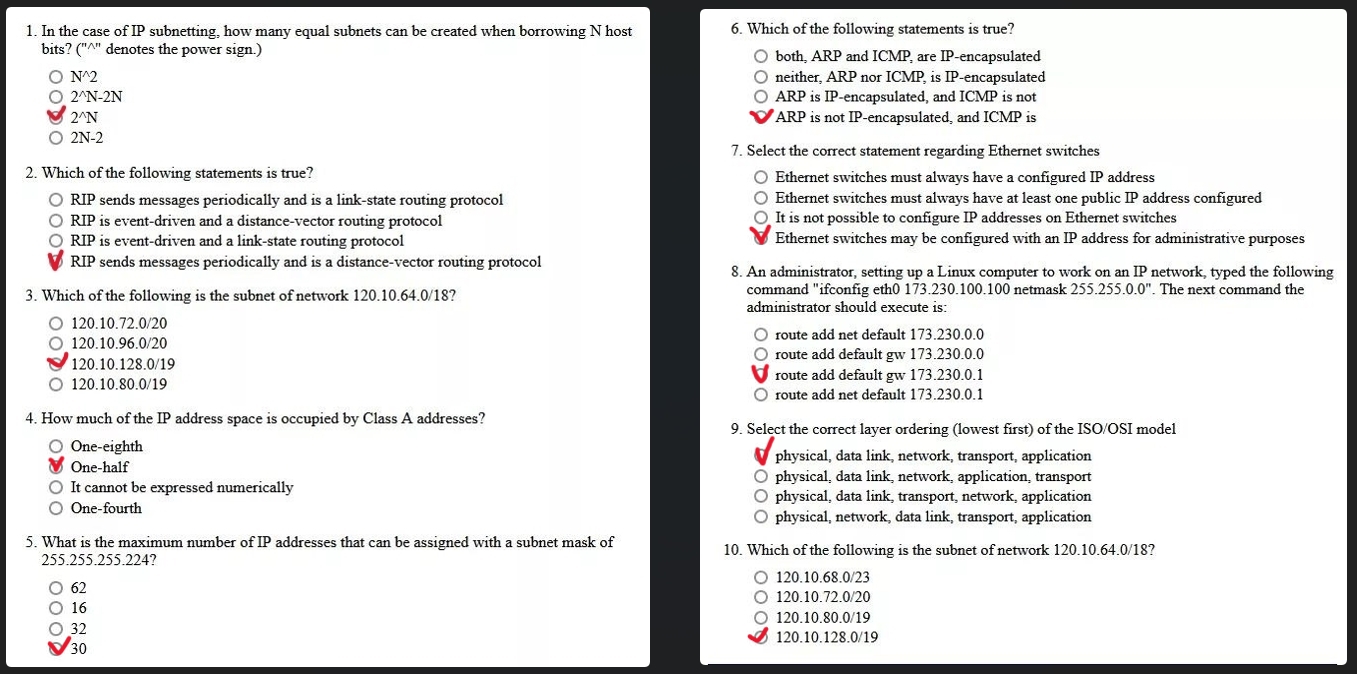 1. In the case of IP subnetting, how many equal subnets can be created when borrowing N host
bits? ("^" denotes the power sign.)
N^2
2^N-2N
2^N
2N-2
2. Which of the following statements is true?
RIP sends messages periodically and is a link-state routing protocol
RIP is event-driven and a distance-vector routing protocol
RIP is event-driven and a link-state routing protocol
RIP sends messages periodically and is a distance-vector routing protocol
3. Which of the following is the subnet of network 120.10.64.0/18?
120.10.72.0/20
120.10.96.0/20
120.10.128.0/19
120.10.80.0/19
4. How much of the IP address space is occupied by Class A addresses?
One-eighth
One-half
It cannot be expressed numerically
One-fourth
5. What is the maximum number of IP addresses that can be assigned with a subnet mask of
255.255.255.224?
62
16
32
30
6. Which of the following statements is true?
both, ARP and ICMP, are IP-encapsulated
neither, ARP nor ICMP, is IP-encapsulated
ARP is IP-encapsulated, and ICMP is not
ARP is not IP-encapsulated, and ICMP is
7. Select the correct statement regarding Ethernet switches
Ethernet switches must always have a configured IP address
Ethernet switches must always have at least one public IP address configured
It is not possible to configure IP addresses on Ethernet switches
Ethernet switches may be configured with an IP address for administrative purposes
8. An administrator, setting up a Linux computer to work on an IP network, typed the following
command "ifconfig eth0 173.230.100.100 netmask 255.255.0.0". The next command the
administrator should execute is:
route add net default 173.230.0.0
route add default gw 173.230.0.0
route add default gw 173.230.0.1
route add net default 173.230.0.1
9. Select the correct layer ordering (lowest first) of the ISO/OSI model
physical, data link, network, transport, application
physical, data link, network, application, transport
physical, data link, transport, network, application
physical, network, data link, transport, application
10. Which of the following is the subnet of network 120.10.64.0/18?
120.10.68.0/23
120.10.72.0/20
120.10.80.0/19
120.10.128.0/19